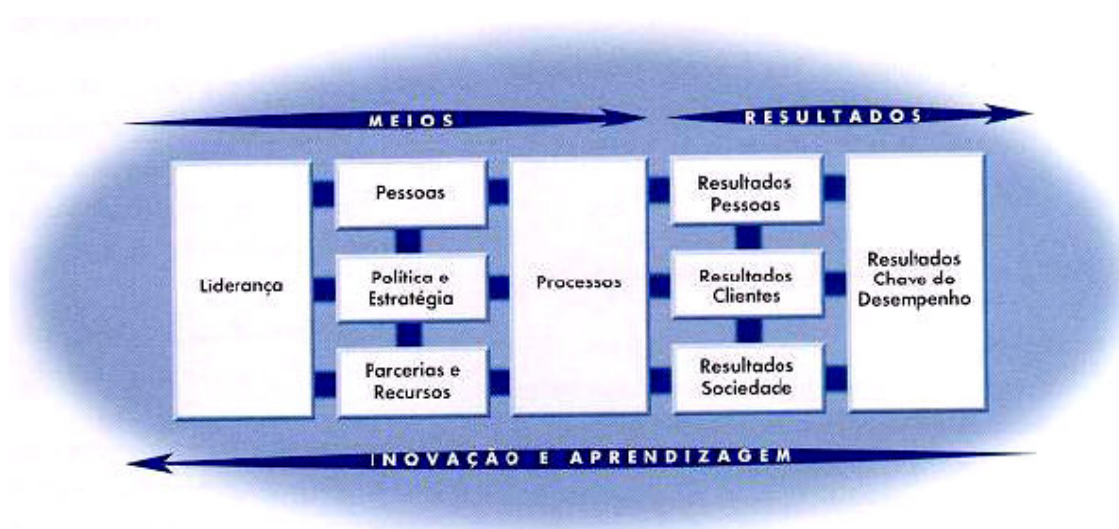 MEIOS
RESULTADOS
Liderança
Pessoas
Política e
Estratégia
Parcerias e
Recursos
Processos
Resultados
Pessoas
Resultados
Clientes
Resultados
Sociedade
Resultados
Chave do
Desempenho
INOVAÇÃO E APRENDIZAGEM